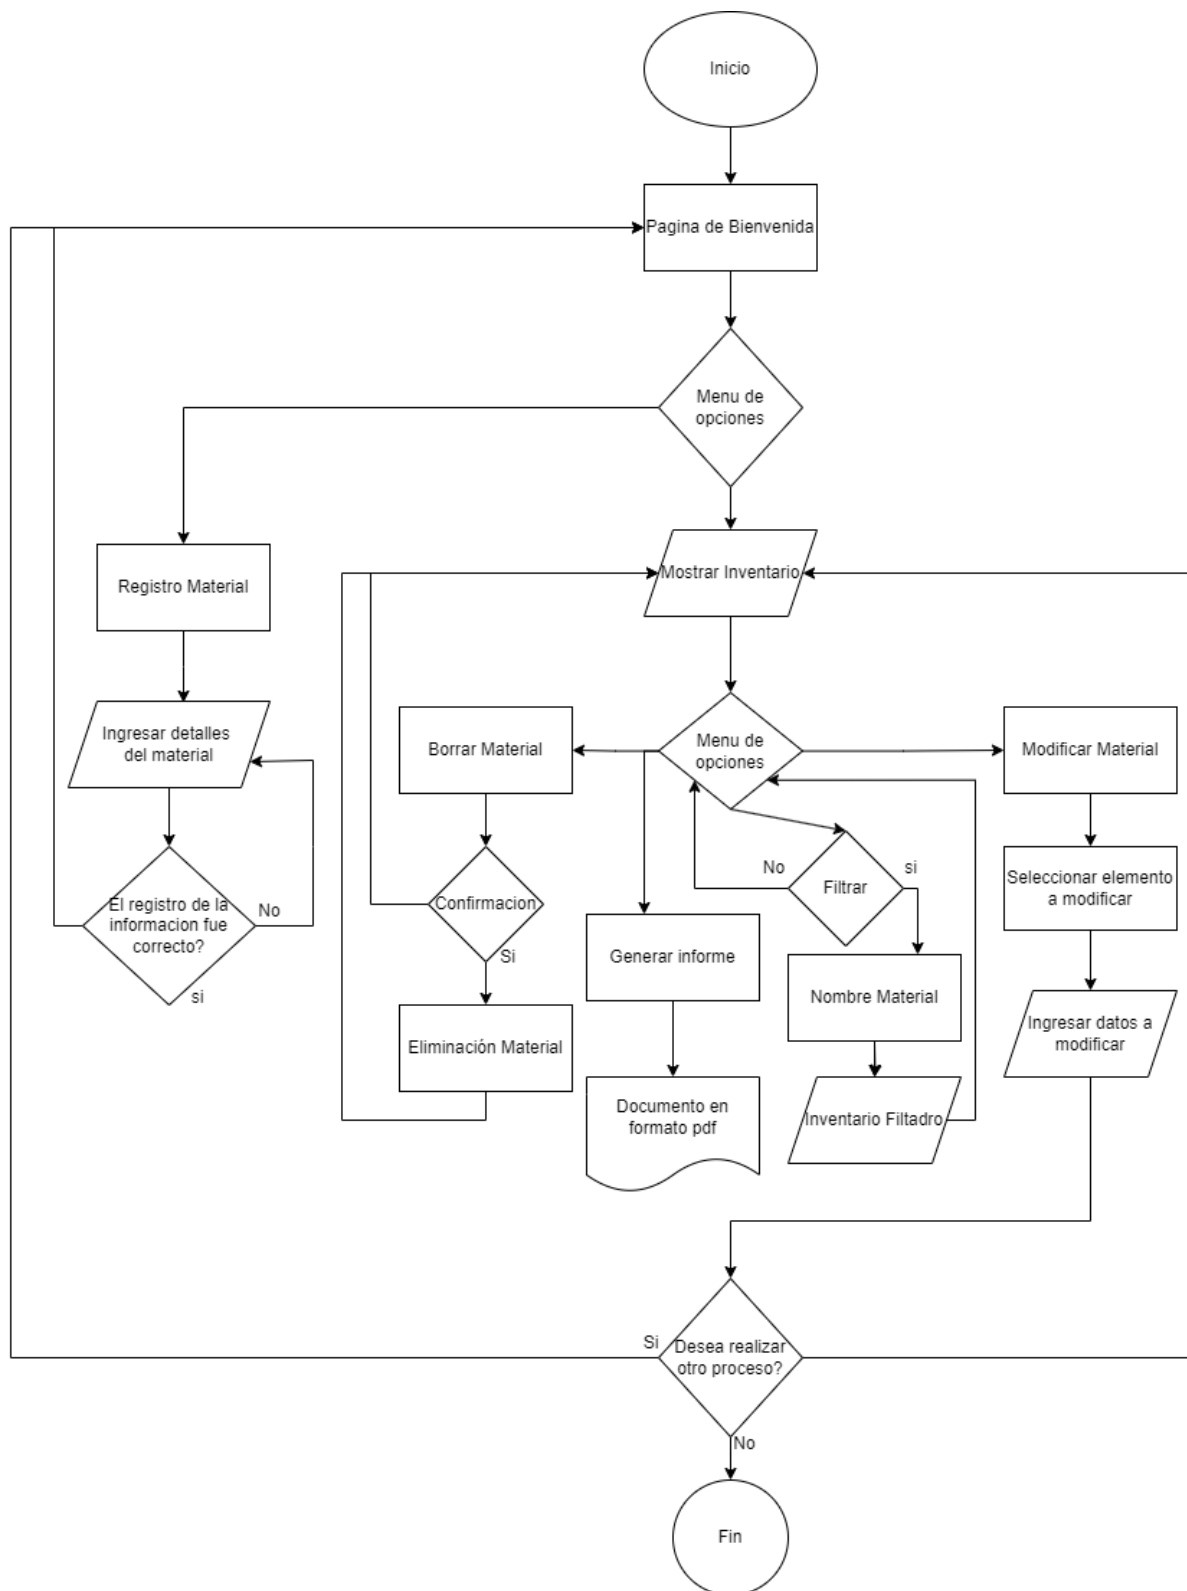 Inicio
Pagina de Bienvenida
Menu de
opciones
Registro Material
Mostrar Inventario
Ingresar detalles
del material
Borrar Material
Menu de
opciones
Modificar Material
El registro de la
informacion fue
correcto?
No
si
Confirmacion
Si
No
Filtrar
si
Seleccionar elemento
a modificar
Generar informe
Nombre Material
Eliminación Material
Ingresar datos a
modificar
Documento en
formato pdf
Inventario Filtadro
Si
Desea realizar
otro proceso?
No
Fin